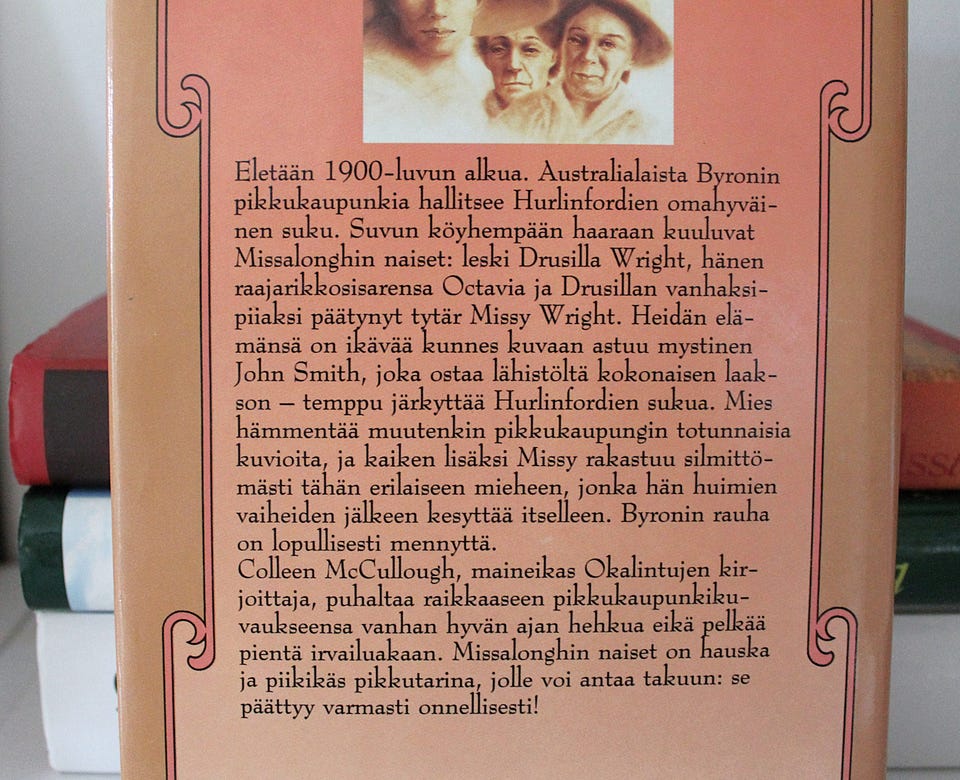 Eletään 1900-luvun alkua. Australialaista Byronin
pikkukaupunkia hallitsee Hurlinfordien omahyväi-
nen suku. Suvun köyhempään haaraan kuuluvat
Missalonghin naiset: leski Drusilla Wright, hänen
raajarikkosisarensa Octavia ja Drusillan vanhaksi-
piiaksi päätynyt tytär Missy Wright. Heidän elä-
mänsä on ikävää kunnes kuvaan astuu mystinen
John Smith, joka ostaa lähistöltä kokonaisen laak-
son – temppu järkyttää Hurlinfordien sukua. Mies
hämmentää muutenkin pikkukaupungin totunnaisia
kuvioita, ja kaiken lisäksi Missy rakastuu silmittö-
mästi tähän erilaiseen mieheen, jonka hän huimien
vaiheiden jälkeen kesyttää itselleen. Byronin rauha
on lopullisesti mennyttä.
Colleen McCullough, maineikas Okalintujen kir-
joittaja, puhaltaa raikkaaseen pikkukaupunkiku-
vaukseensa vanhan hyvän ajan hehkua eikä pelkää
pientä irvailuakaan. Missalonghin naiset on hauska
ja piikikäs pikkutarina, jolle voi antaa takuun: se
päättyy varmasti onnellisesti!